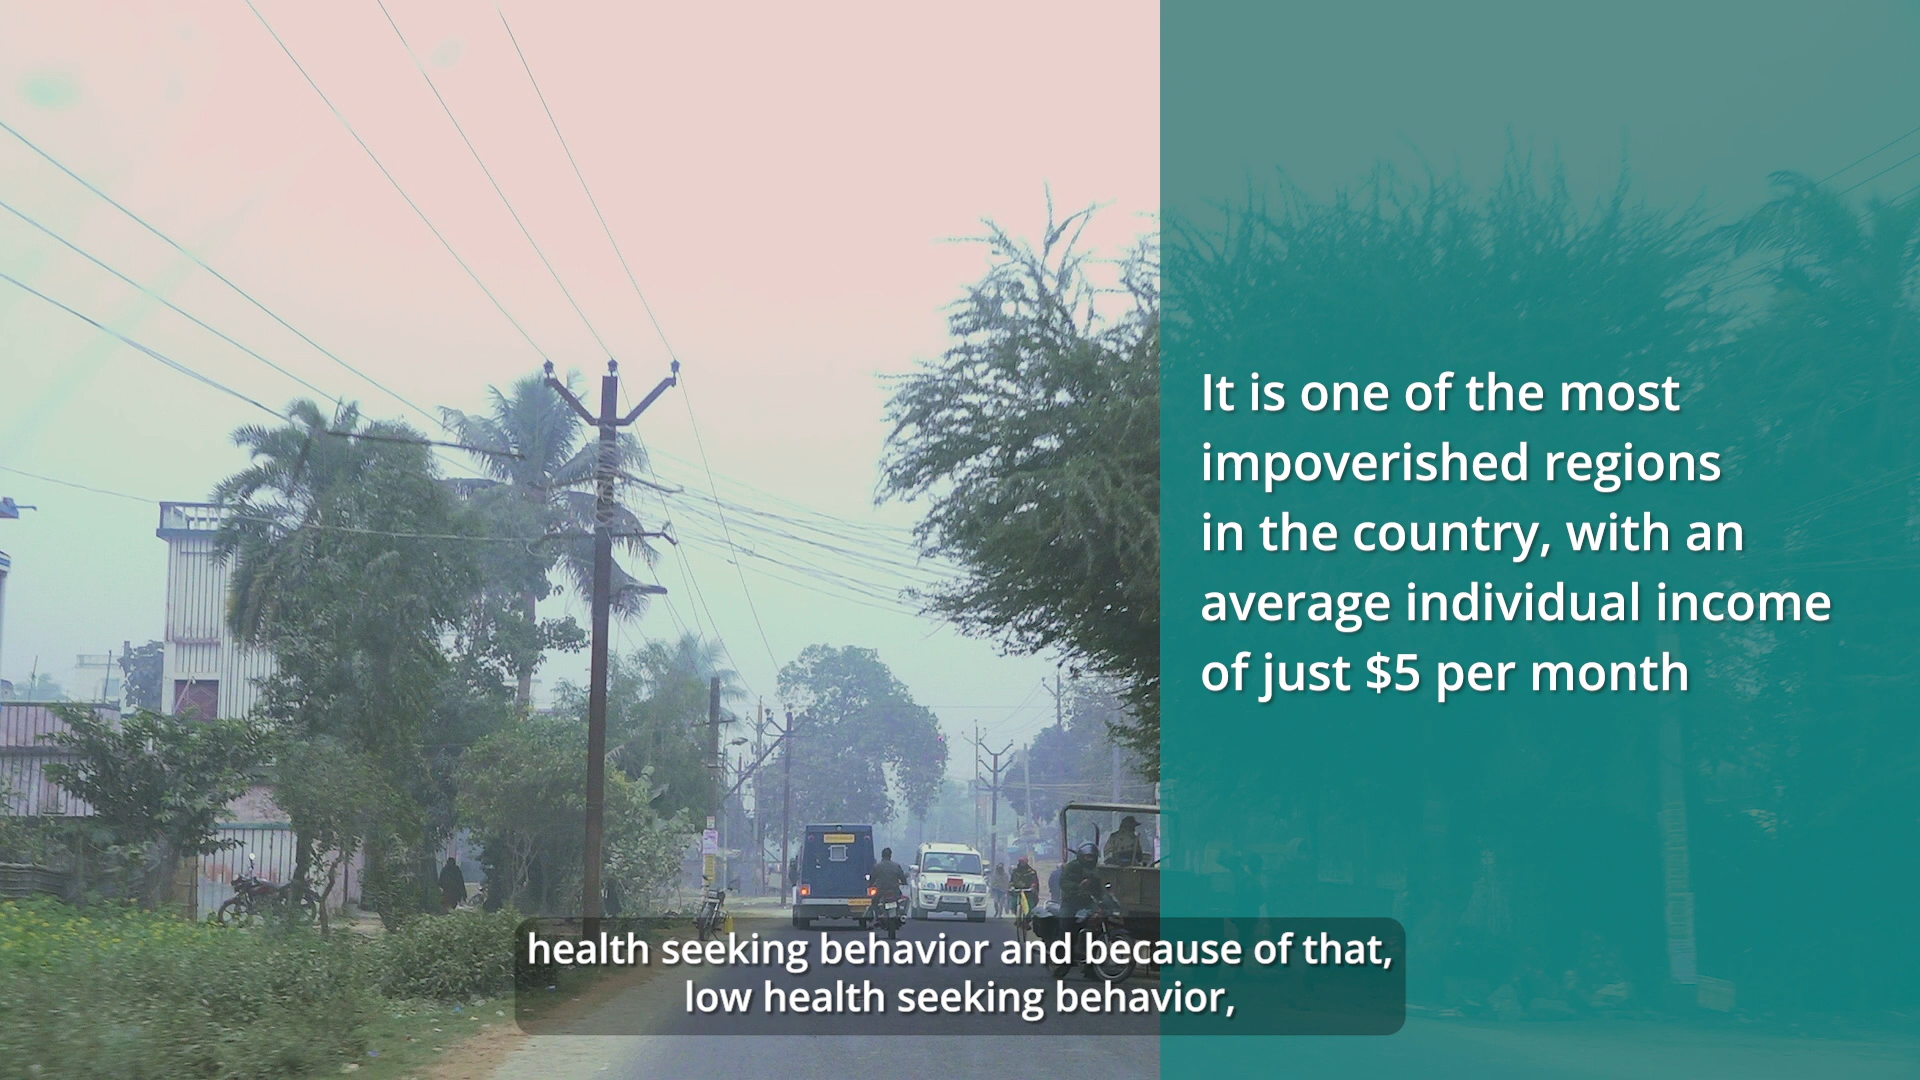 It is one of the most
impoverished regions
in the country, with an
average individual income
of just $5 per month
health seeking behavior and because of that,
low health seeking behavior,